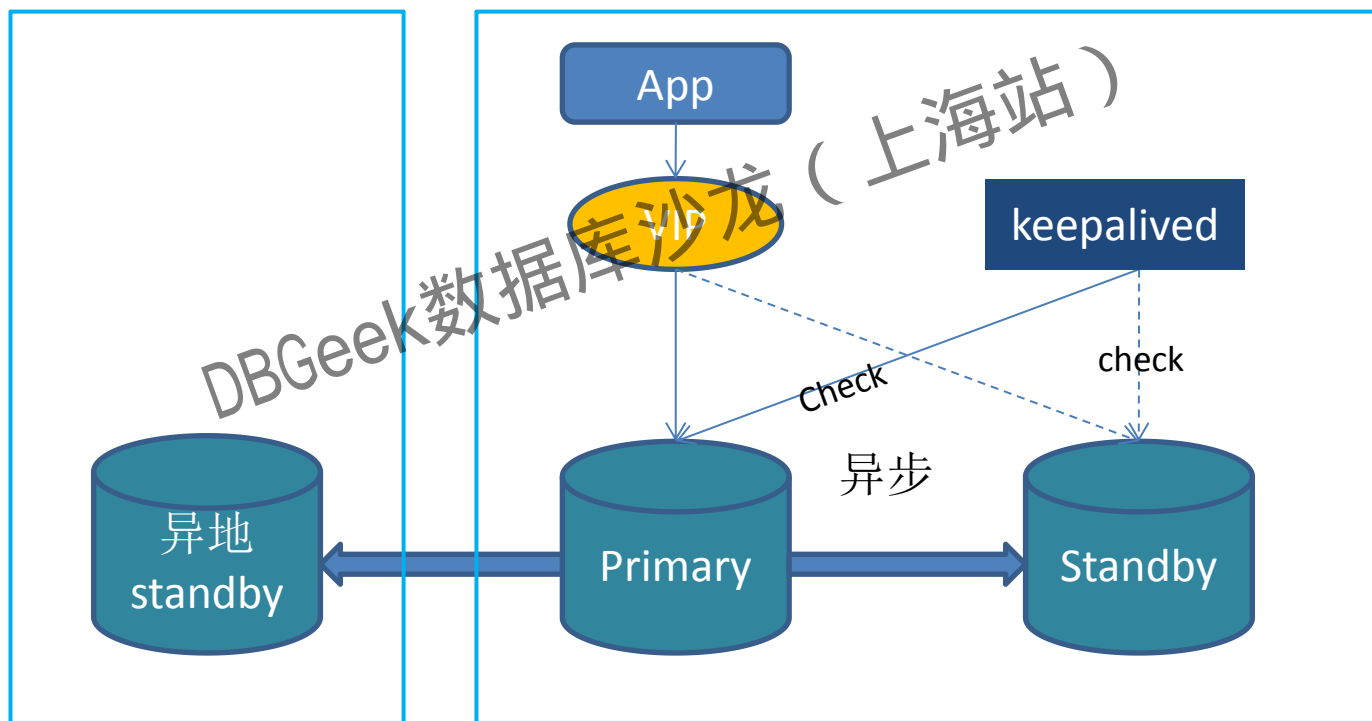 App
VIP
keepalived
DBGeek数据库沙龙（上海站）
Check
check
异步
异地
standby
Primary
Standby